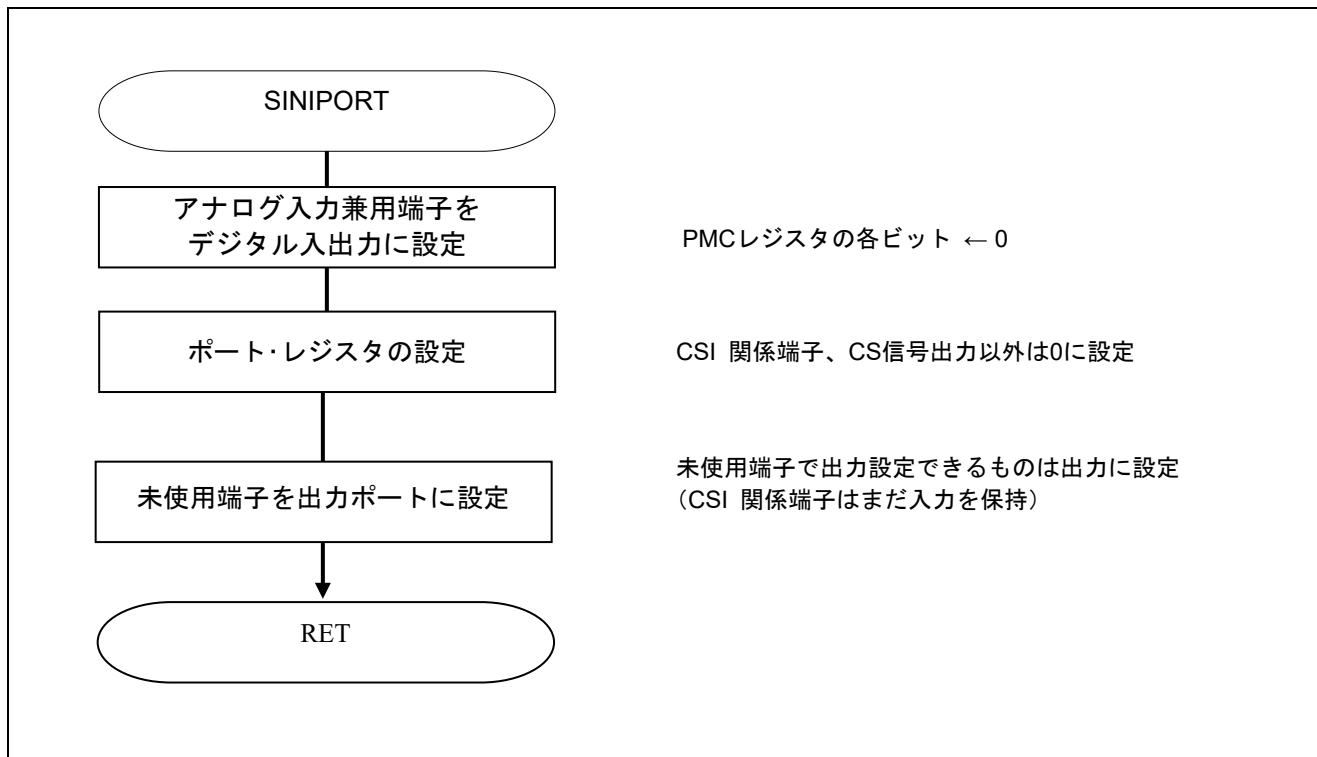 SINIPORT
アナログ入力兼用端子を
デジタル入出力に設定
PMCレジスタの各ビット ← 0
ポート・レジスタの設定
CSI 関係端子、CS信号出力以外は0に設定
未使用端子を出力ポートに設定
未使用端子で出力設定できるものは出力に設定
（CSI 関係端子はまだ入力を保持）
RET